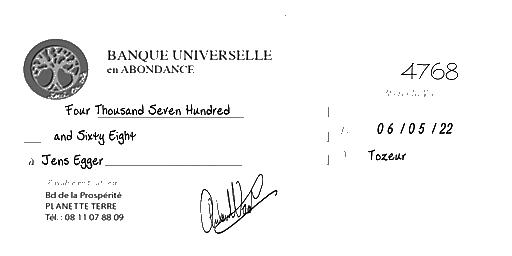 BANQUE UNIVERSELLE
en ABONDANCE
4768
Four Thousand Seven Hundred
and Sixty Eight
06/05/22
à Jens Egger
Tozeur
Bd de la Prospérité
PLANETTE TERRE
Tél. : 08 11 07 88 09